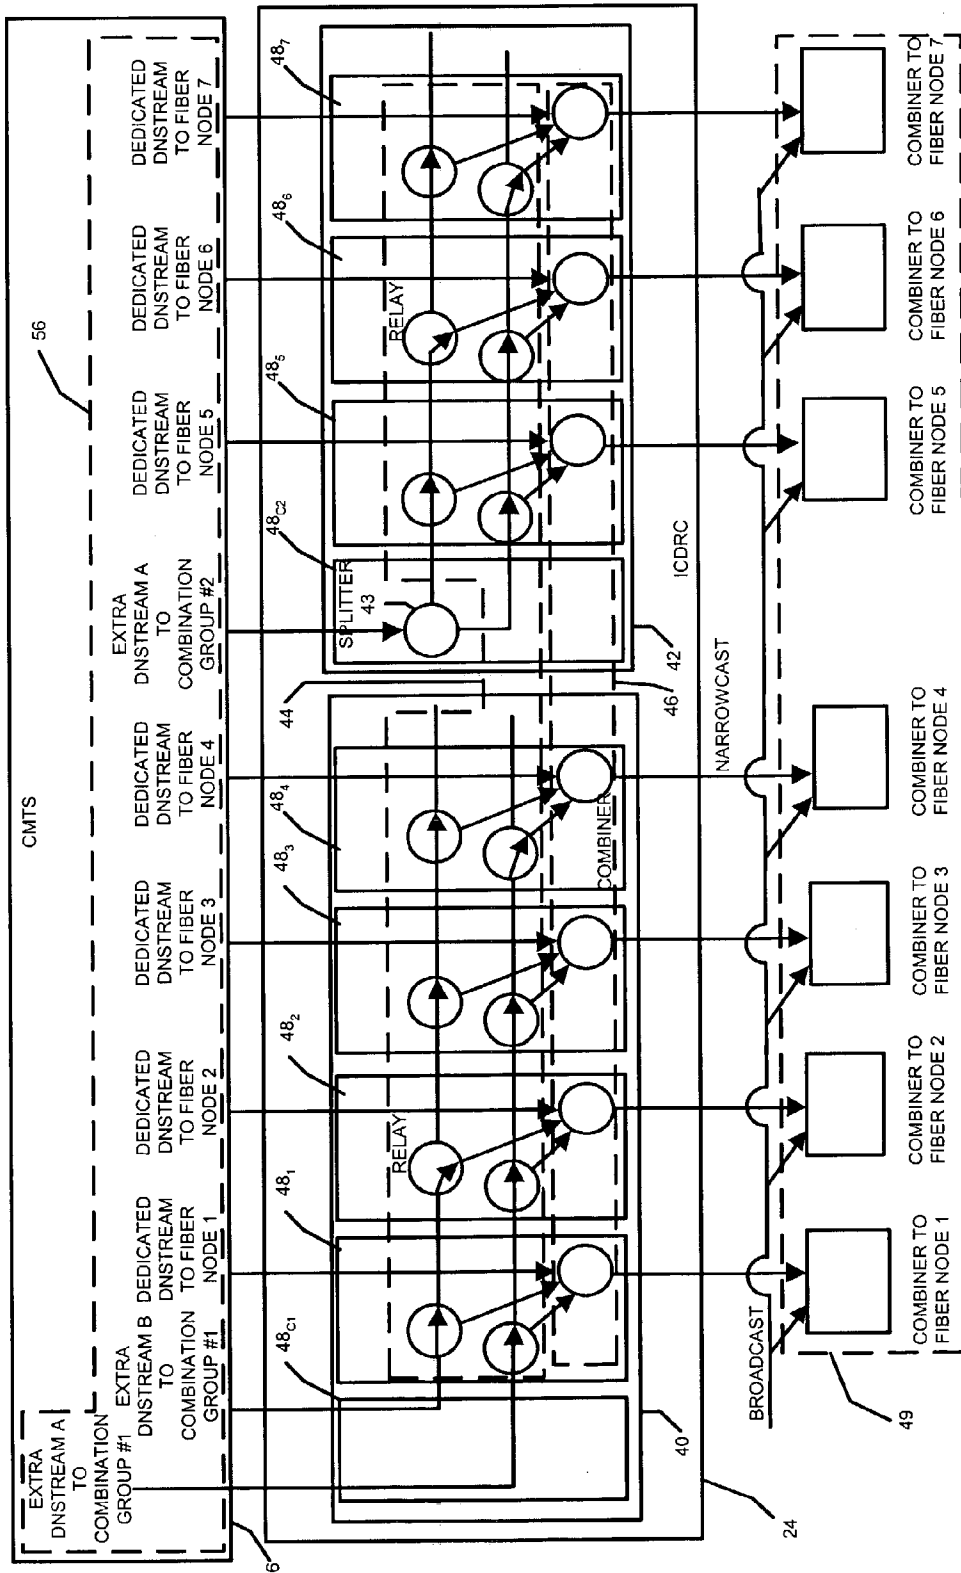 CMTS
56
EXTRA
DNSTREAM A
TO
COMBINATION
GROUP #1
EXTRA
DNSTREAM B
TO
COMBINATION
GROUP #1
DEDICATED
DNSTREAM
TO FIBER
NODE 1
DEDICATED
DNSTREAM
TO FIBER
NODE 2
DEDICATED
DNSTREAM
TO FIBER
NODE 3
DEDICATED
DNSTREAM
TO FIBER
NODE 4
EXTRA
DNSTREAM A
TO
COMBINATION
GROUP #2
DEDICATED
DNSTREAM
TO FIBER
NODE 5
DEDICATED
DNSTREAM
TO FIBER
NODE 6
DEDICATED
DNSTREAM
TO FIBER
NODE 7
6
48C1
481
482
483
484
44
48C2
485
486
487
SPLITTER
43
RELAY
RELAY
COMBINER
40
46
42
ICDRC
24
NARROWCAST
BROADCAST
49
COMBINER TO
FIBER NODE 1
COMBINER TO
FIBER NODE 2
COMBINER TO
FIBER NODE 3
COMBINER TO
FIBER NODE 4
COMBINER TO
FIBER NODE 5
COMBINER TO
FIBER NODE 6
COMBINER TO
FIBER NODE 7